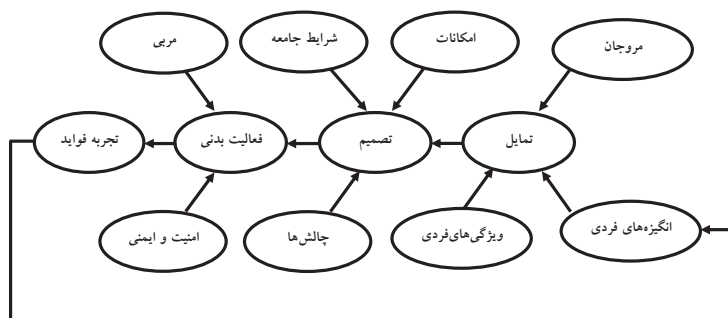 مروجان
امکانات
شرایط جامعه
مربی
تمایل
تصمیم
فعالیت بدنی
تجربه فواید
انگیزه‌های فردی
ویژگی‌های‌فردی
چالش‌ها
امنیت و ایمنی